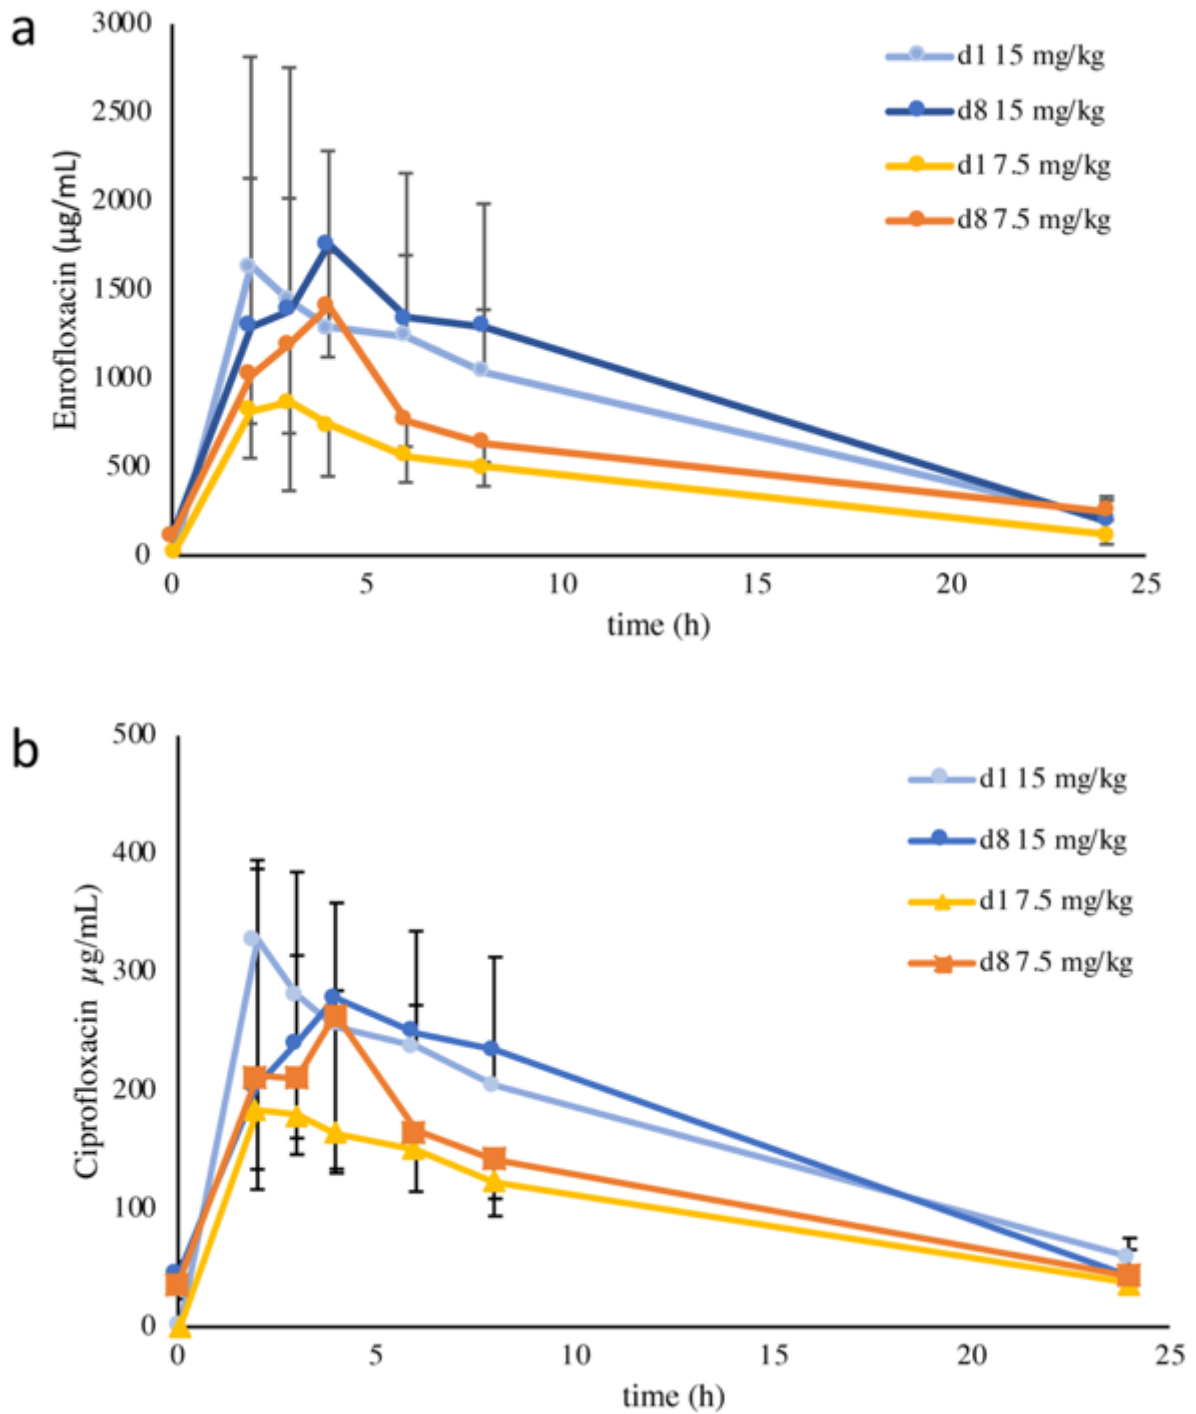 a
3000
2500
2000
1500
1000
500
0
Enrofloxacin (µg/mL)
d1 15 mg/kg
d8 15 mg/kg
d1 7.5 mg/kg
d8 7.5 mg/kg
0 5 10 15 20 25
time (h)
b
500
400
300
200
100
0
Ciprofloxacin µg/mL)
d1 15 mg/kg
d8 15 mg/kg
d1 7.5 mg/kg
d8 7.5 mg/kg
0 5 10 15 20 25
time (h)